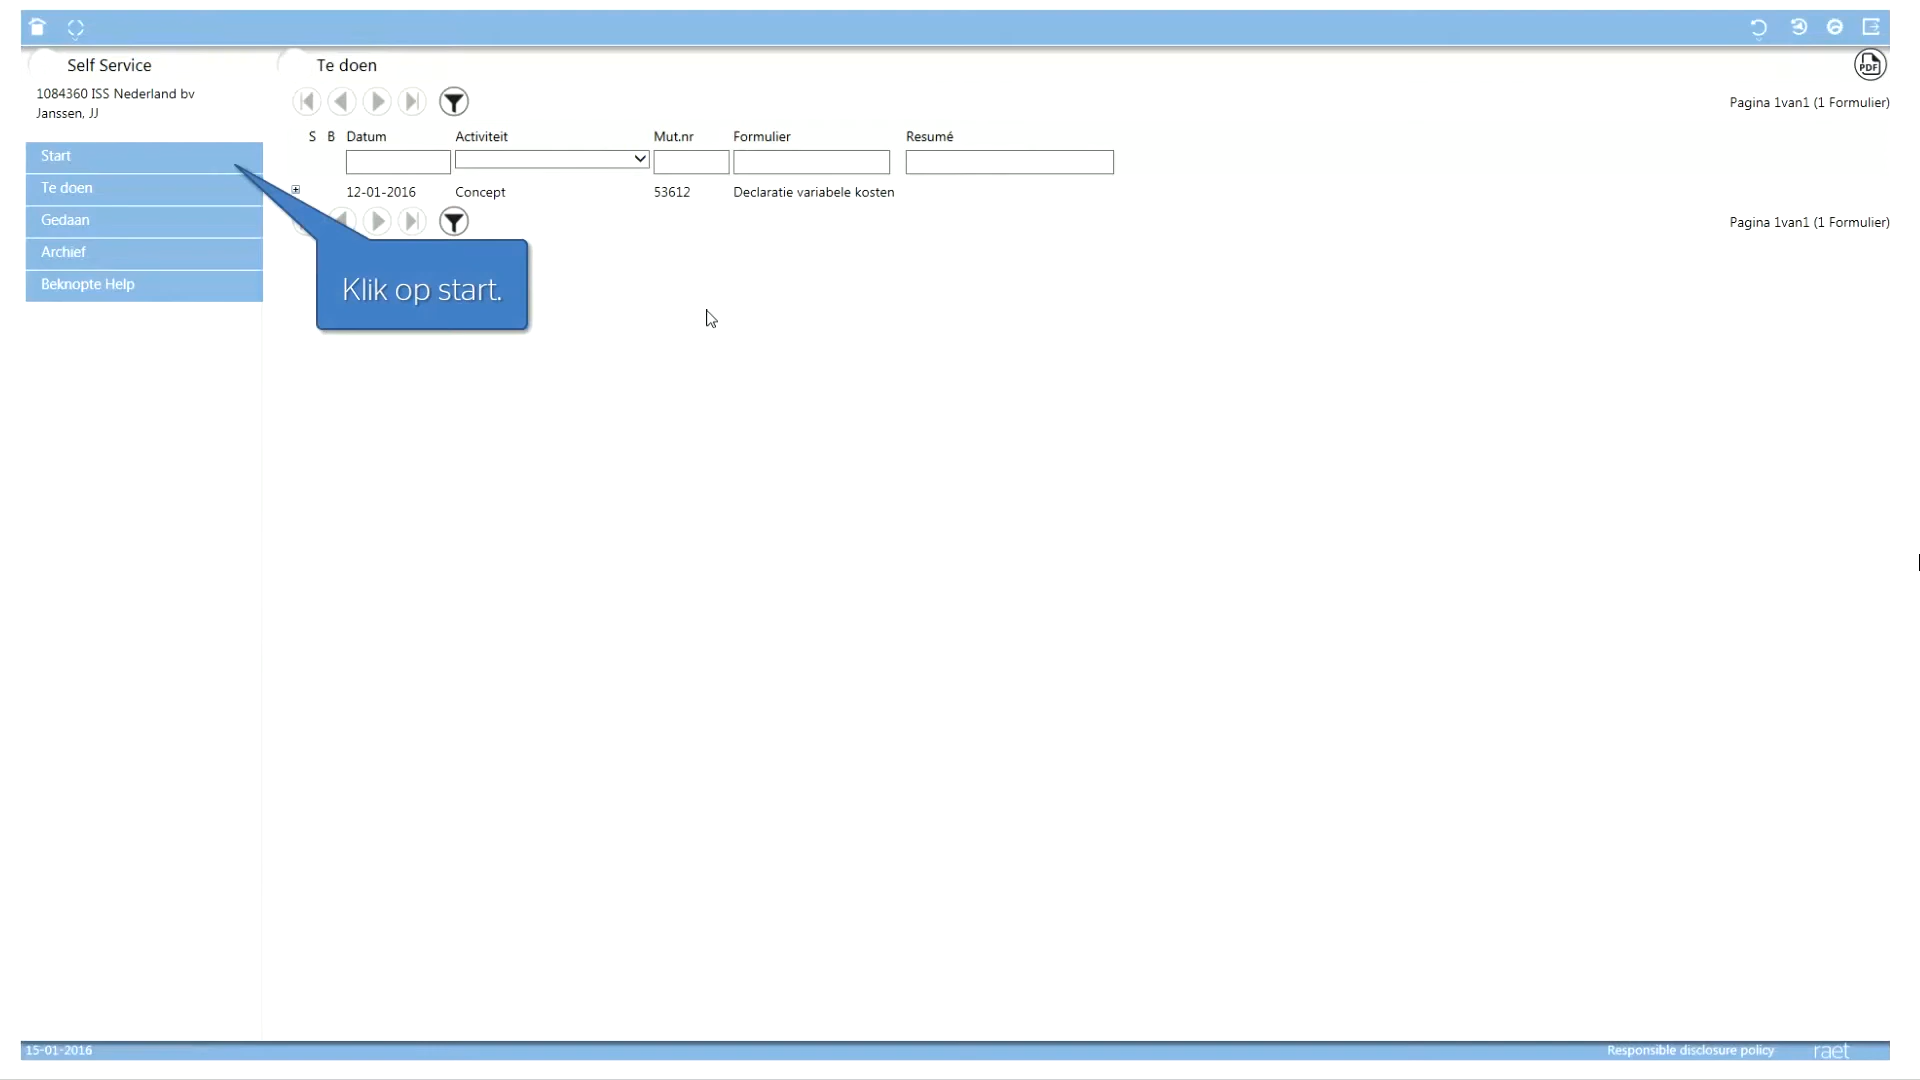 Self Service
1084360 ISS Nederland bv
Janssen, JJ
Start
Te doen
Gedaan
Archief
Beknopte Help
Te doen
PDF
Pagina 1van1 (1 Formulier)
S B Datum Activiteit Mut.nr Formulier Resumé
12-01-2016 Concept 53612 Declaratie variabele kosten
Pagina 1van1 (1 Formulier)
Klik op start.
15-01-2016
Responsible disclosure policy
raet